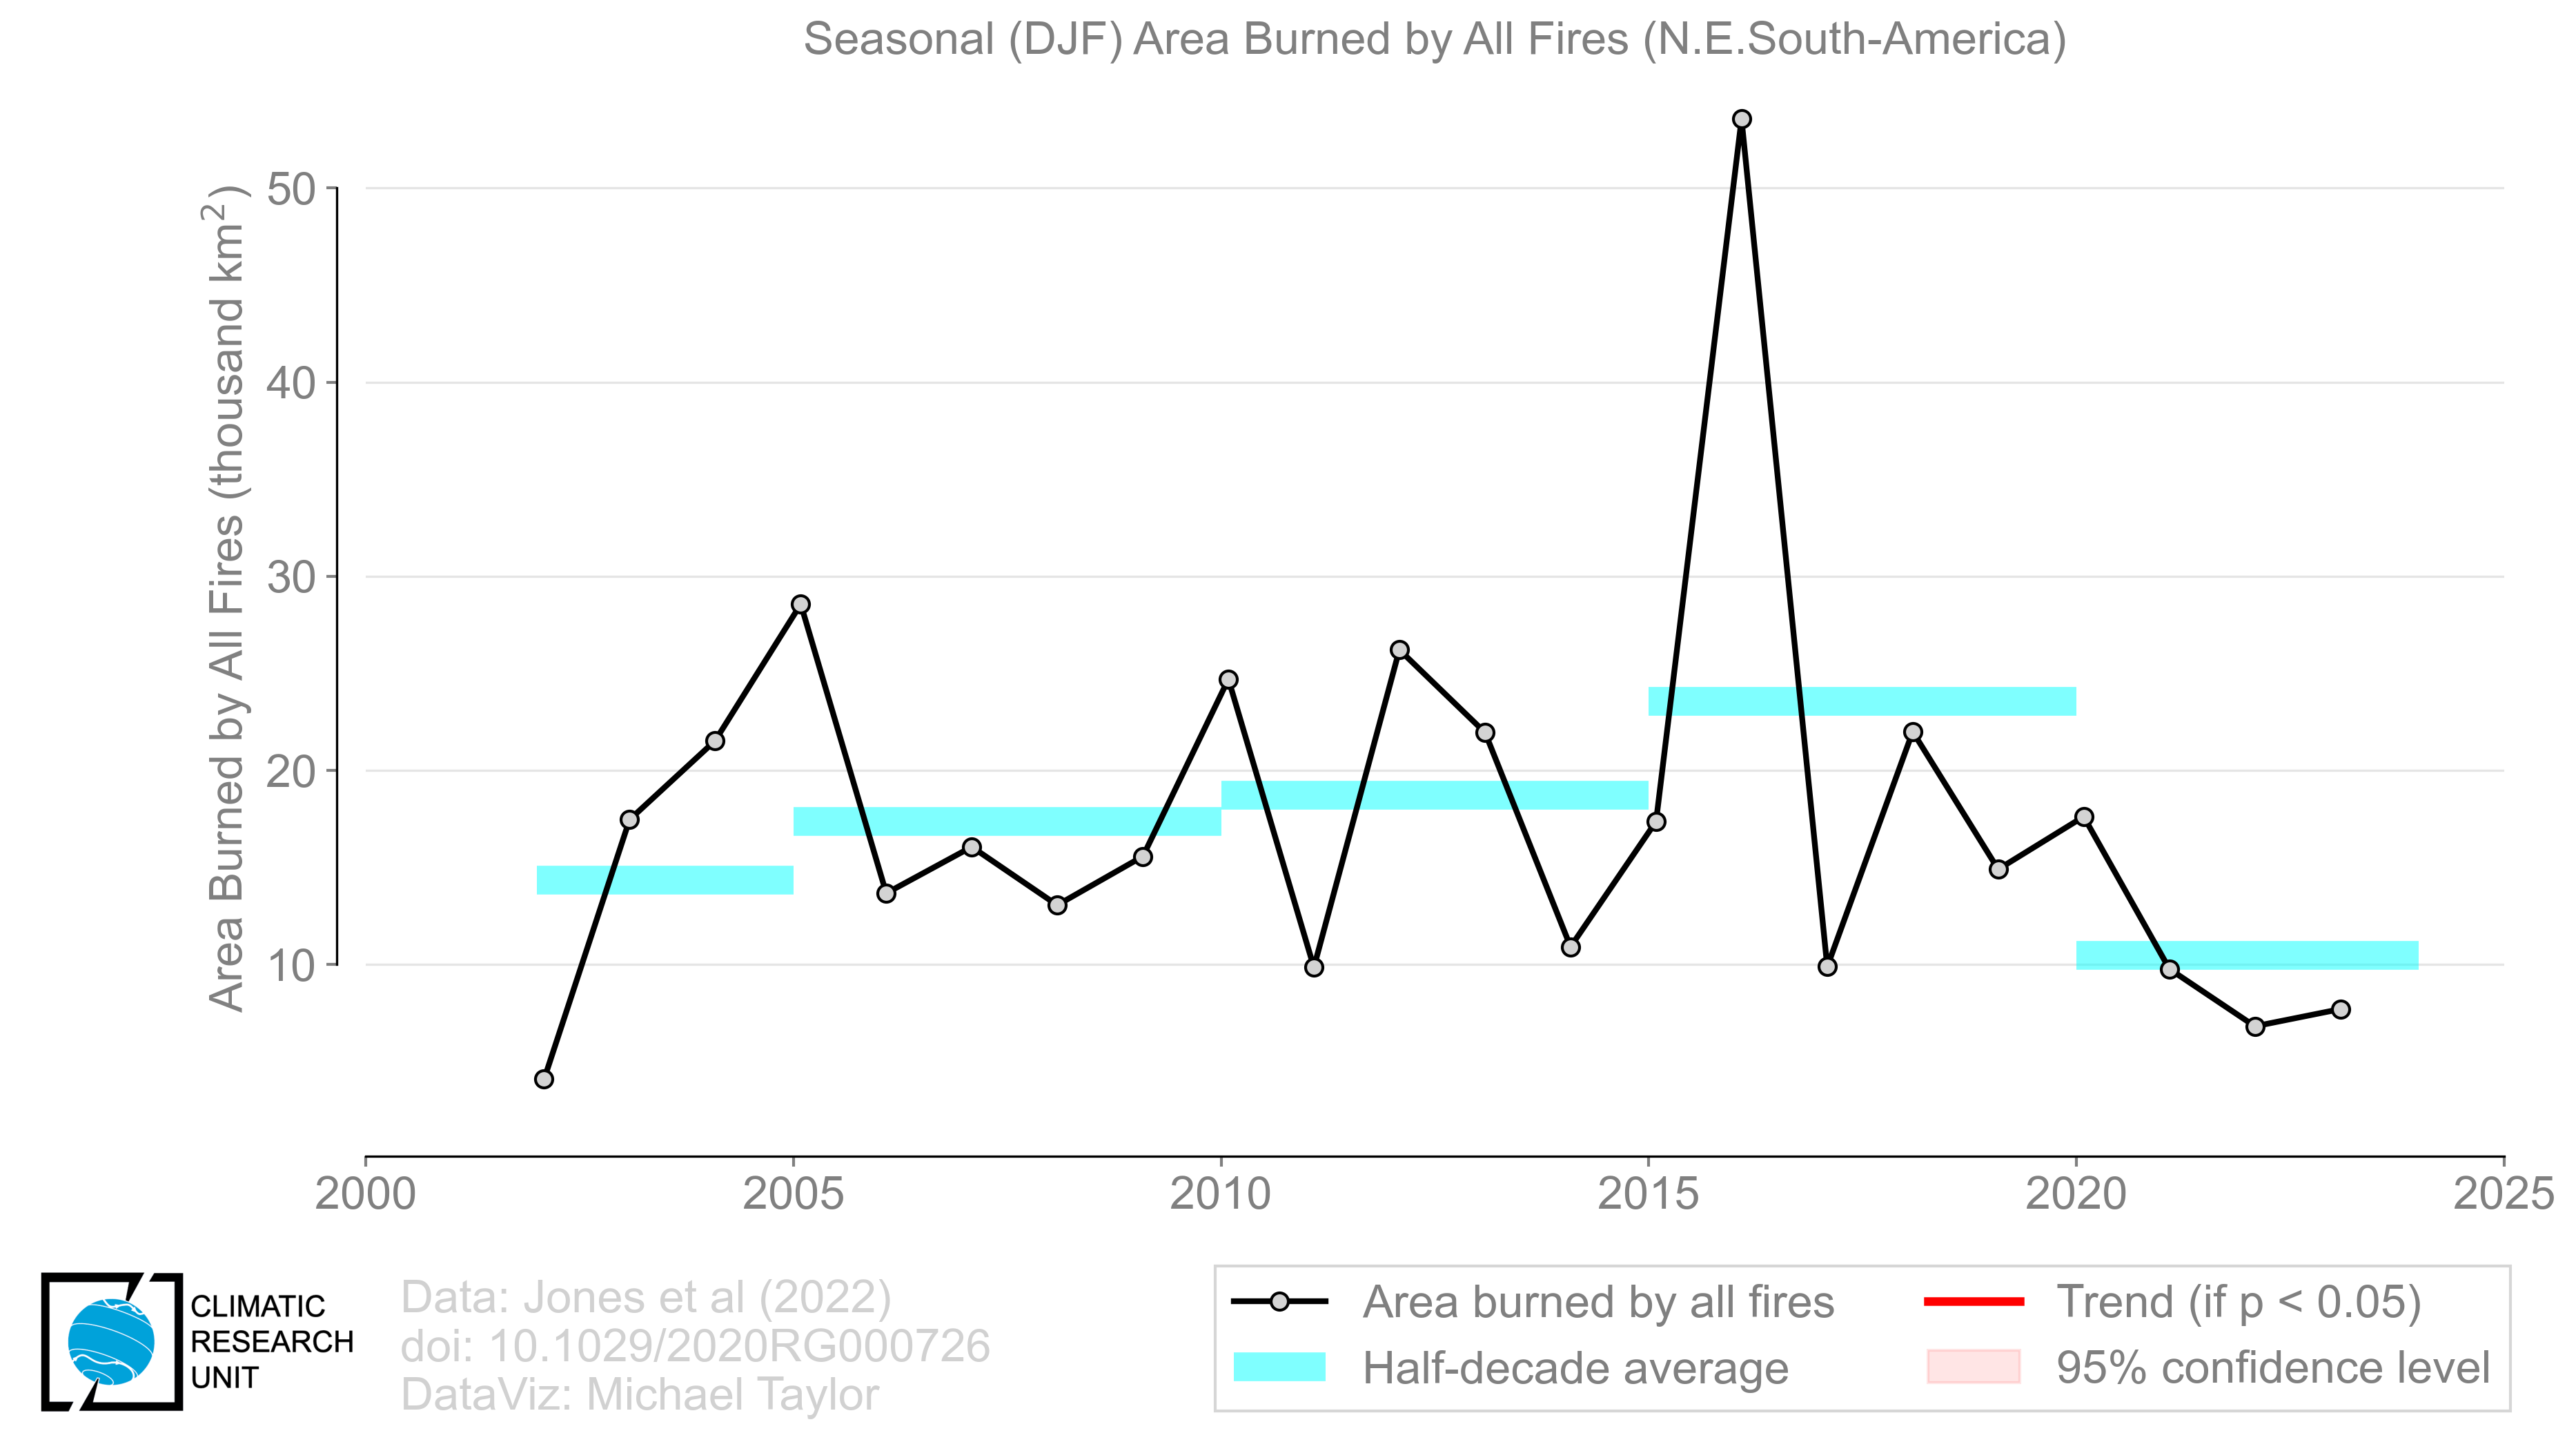 Seasonal (DJF) Area Burned by All Fires (N.E.South-America)
Area Burned by All Fires (thousand km²)
50
40
30
20
10
2000 2005 2010 2015 2020 2025
CLIMATIC
RESEARCH
UNIT
Data: Jones et al (2022)
doi: 10.1029/2020RG000726
DataViz: Michael Taylor
Area burned by all fires
Half-decade average
Trend (if p < 0.05)
95% confidence level